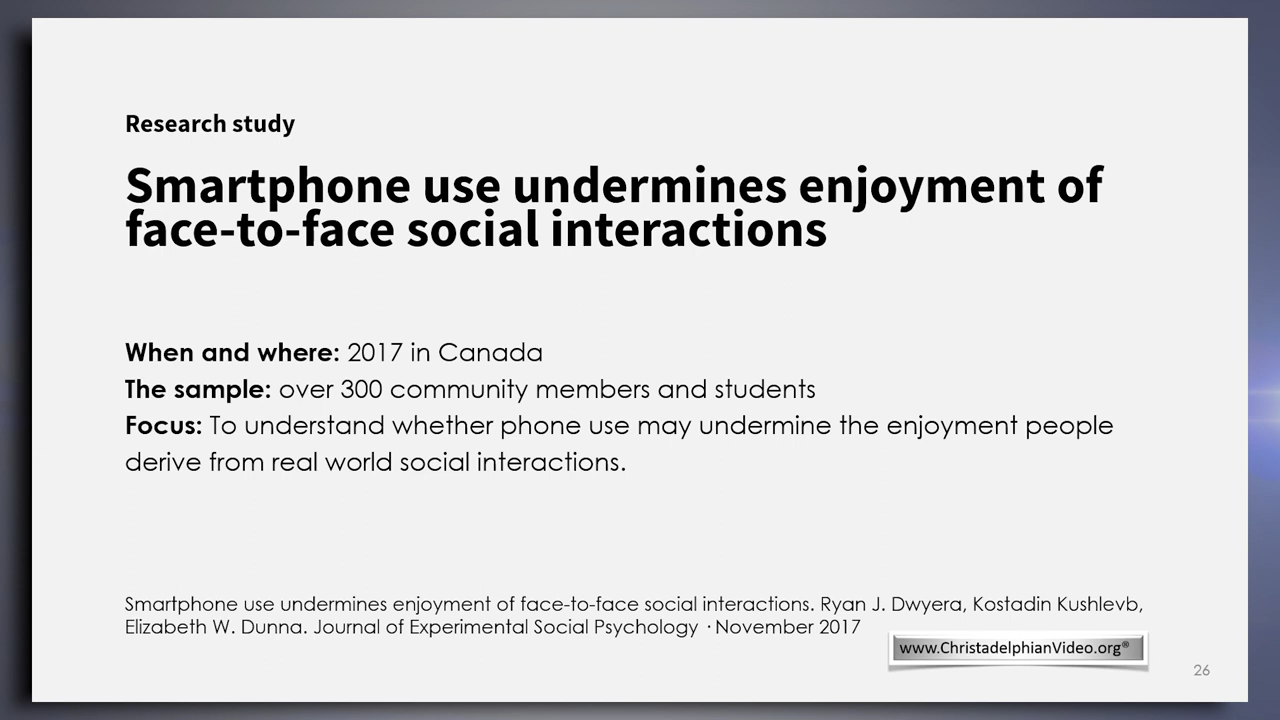 Research study
Smartphone use undermines enjoyment of
face-to-face social interactions
When and where: 2017 in Canada
The sample: over 300 community members and students
Focus: To understand whether phone use may undermine the enjoyment people
derive from real world social interactions.
Smartphone use undermines enjoyment of face-to-face social interactions. Ryan J. Dwyera, Kostadin Kushlevb,
Elizabeth W. Dunna. Journal of Experimental Social Psychology · November 2017
www.ChristadelphianVideo.org®
26